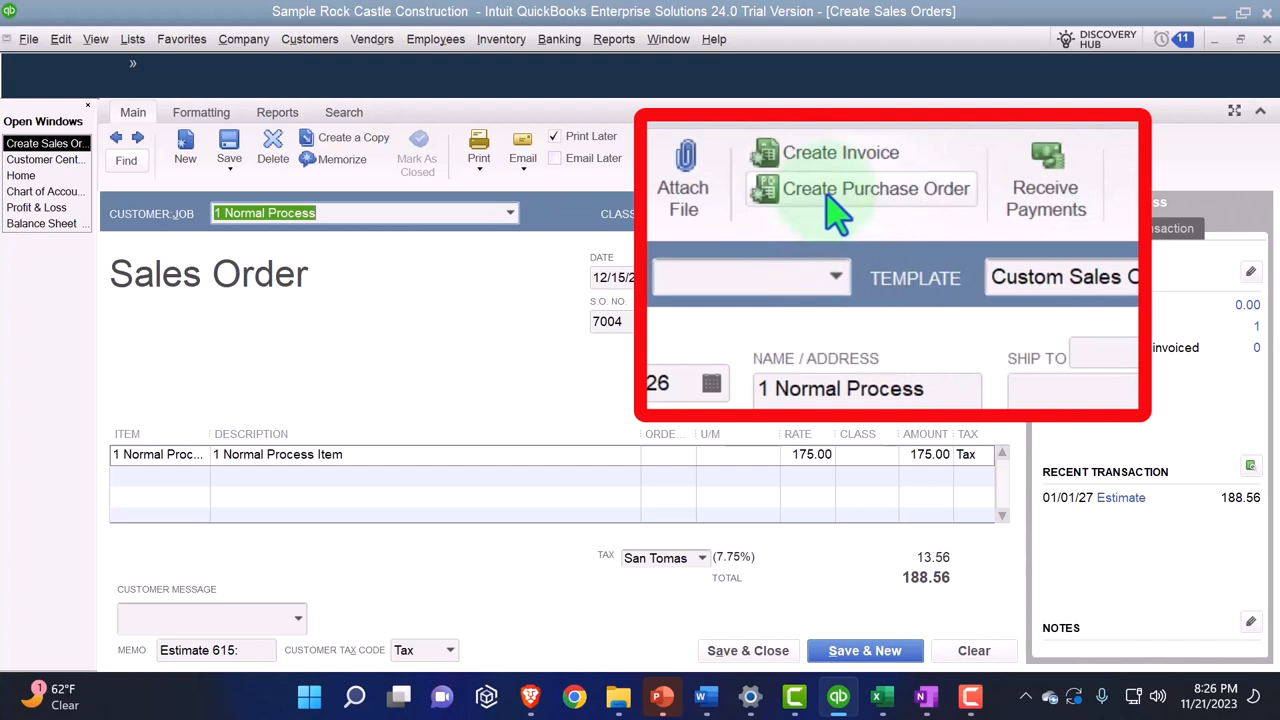 Sample Rock Castle Construction - Intuit QuickBooks Enterprise Solutions 24.0 Trial Version - [Create Sales Orders]
File Edit View Lists Favorites Company Customers Vendors Employees Inventory Banking Reports Window Help
DISCOVERY HUB 11
»
Open Windows
Create Sales Or...
Customer Cent...
Home
Chart of Accou...
Profit & Loss
Balance Sheet
Main Formatting Reports Search
Find
New
Save
Delete
Create a Copy
Memorize
Mark As
Closed
Print
Email
Print Later
Email Later
Attach
File
Create Invoice
Create Purchase Order
Receive
Payments
CUSTOMER:JOB 1 Normal Process CLASS
TEMPLATE Custom Sales O
Sales Order
DATE
12/15/2
S.O. NO.
7004
26
NAME / ADDRESS
1 Normal Process
SHIP TO
ITEM DESCRIPTION ORDE... U/M RATE CLASS AMOUNT TAX
1 Normal Proc... 1 Normal Process Item 175.00 175.00 Tax
TAX San Tomas (7.75%) 13.56
TOTAL 188.56
CUSTOMER MESSAGE
MEMO Estimate 615: CUSTOMER TAX CODE Tax
Save & Close Save & New Clear
ss
nsaction
0.00
1
invoiced 0
RECENT TRANSACTION
01/01/27 Estimate 188.56
NOTES
1
62°F
Clear
8:26 PM
11/21/2023